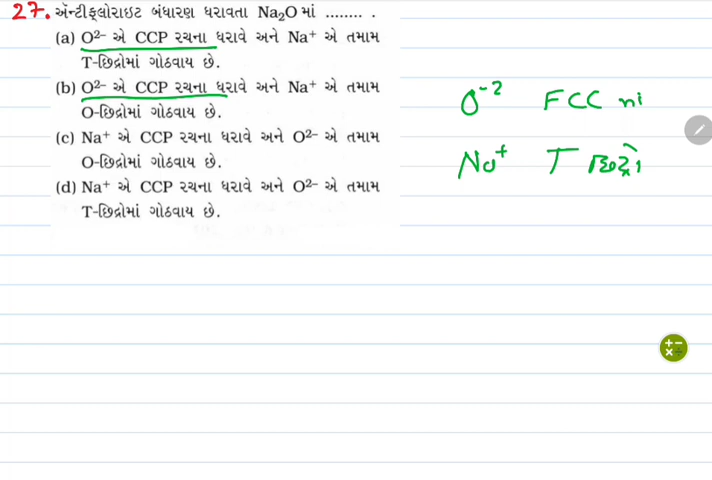 27. ઍન્ટીફ્લોરાઇટ બંધારણ ધરાવતા Na₂O માં ........ .
(a) O²⁻ એ CCP રચના ધરાવે અને Na⁺ એ તમામ
T-છિદ્રોમાં ગોઠવાય છે.
(b) O²⁻ એ CCP રચના ધરાવે અને Na⁺ એ તમામ
O-છિદ્રોમાં ગોઠવાય છે.
(c) Na⁺ એ CCP રચના ધરાવે અને O²⁻ એ તમામ
O-છિદ્રોમાં ગોઠવાય છે.
(d) Na⁺ એ CCP રચના ધરાવે અને O²⁻ એ તમામ
T-છિદ્રોમાં ગોઠવાય છે.
O⁻² FCC માં
Na⁺ T છિદ્રો